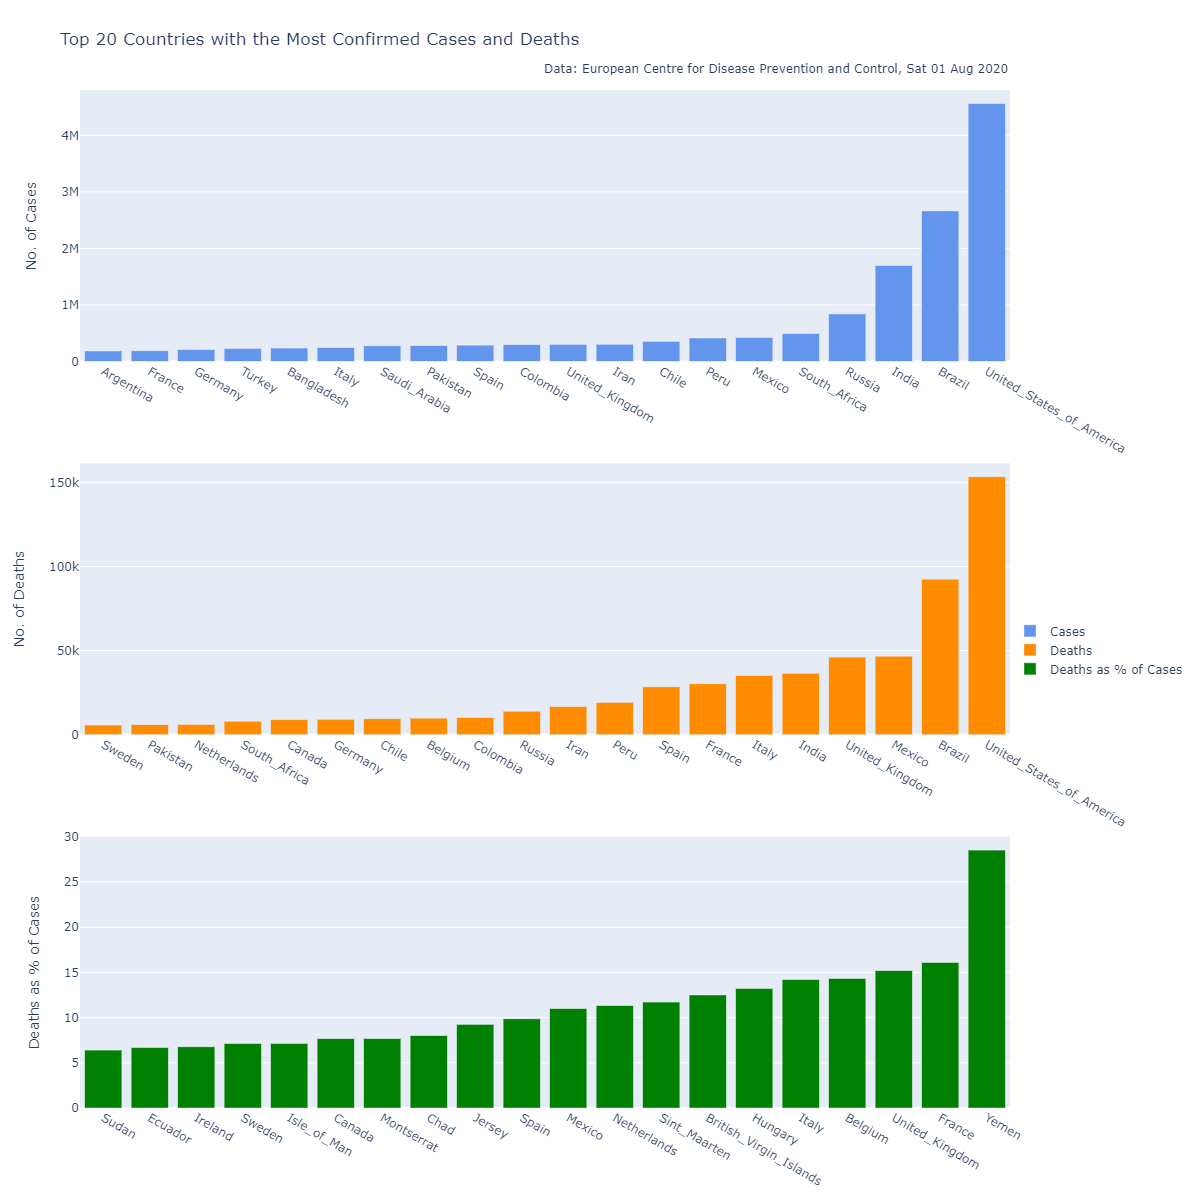 Top 20 Countries with the Most Confirmed Cases and Deaths
Data: European Centre for Disease Prevention and Control, Sat 01 Aug 2020
No. of Cases
4M
3M
2M
1M
0
Argentina
France
Germany
Turkey
Bangladesh
Italy
Saudi_Arabia
Pakistan
Spain
Colombia
United_Kingdom
Iran
Chile
Peru
Mexico
South_Africa
Russia
India
Brazil
United_States_of_America
No. of Deaths
150k
100k
50k
0
Sweden
Pakistan
Netherlands
South_Africa
Canada
Germany
Chile
Belgium
Colombia
Russia
Iran
Peru
Spain
France
Italy
India
United_Kingdom
Mexico
Brazil
United_States_of_America
Cases
Deaths
Deaths as % of Cases
Deaths as % of Cases
30
25
20
15
10
5
0
Sudan
Ecuador
Ireland
Sweden
Isle_of_Man
Canada
Montserrat
Chad
Jersey
Spain
Mexico
Netherlands
Sint_Maarten
British_Virgin_Islands
Hungary
Italy
Belgium
United_Kingdom
France
Yemen